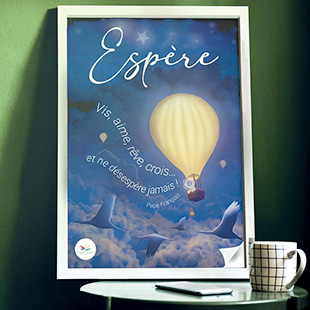 Espère
Vis, aime, rêve, crois...
et ne désespère jamais !
Pape François